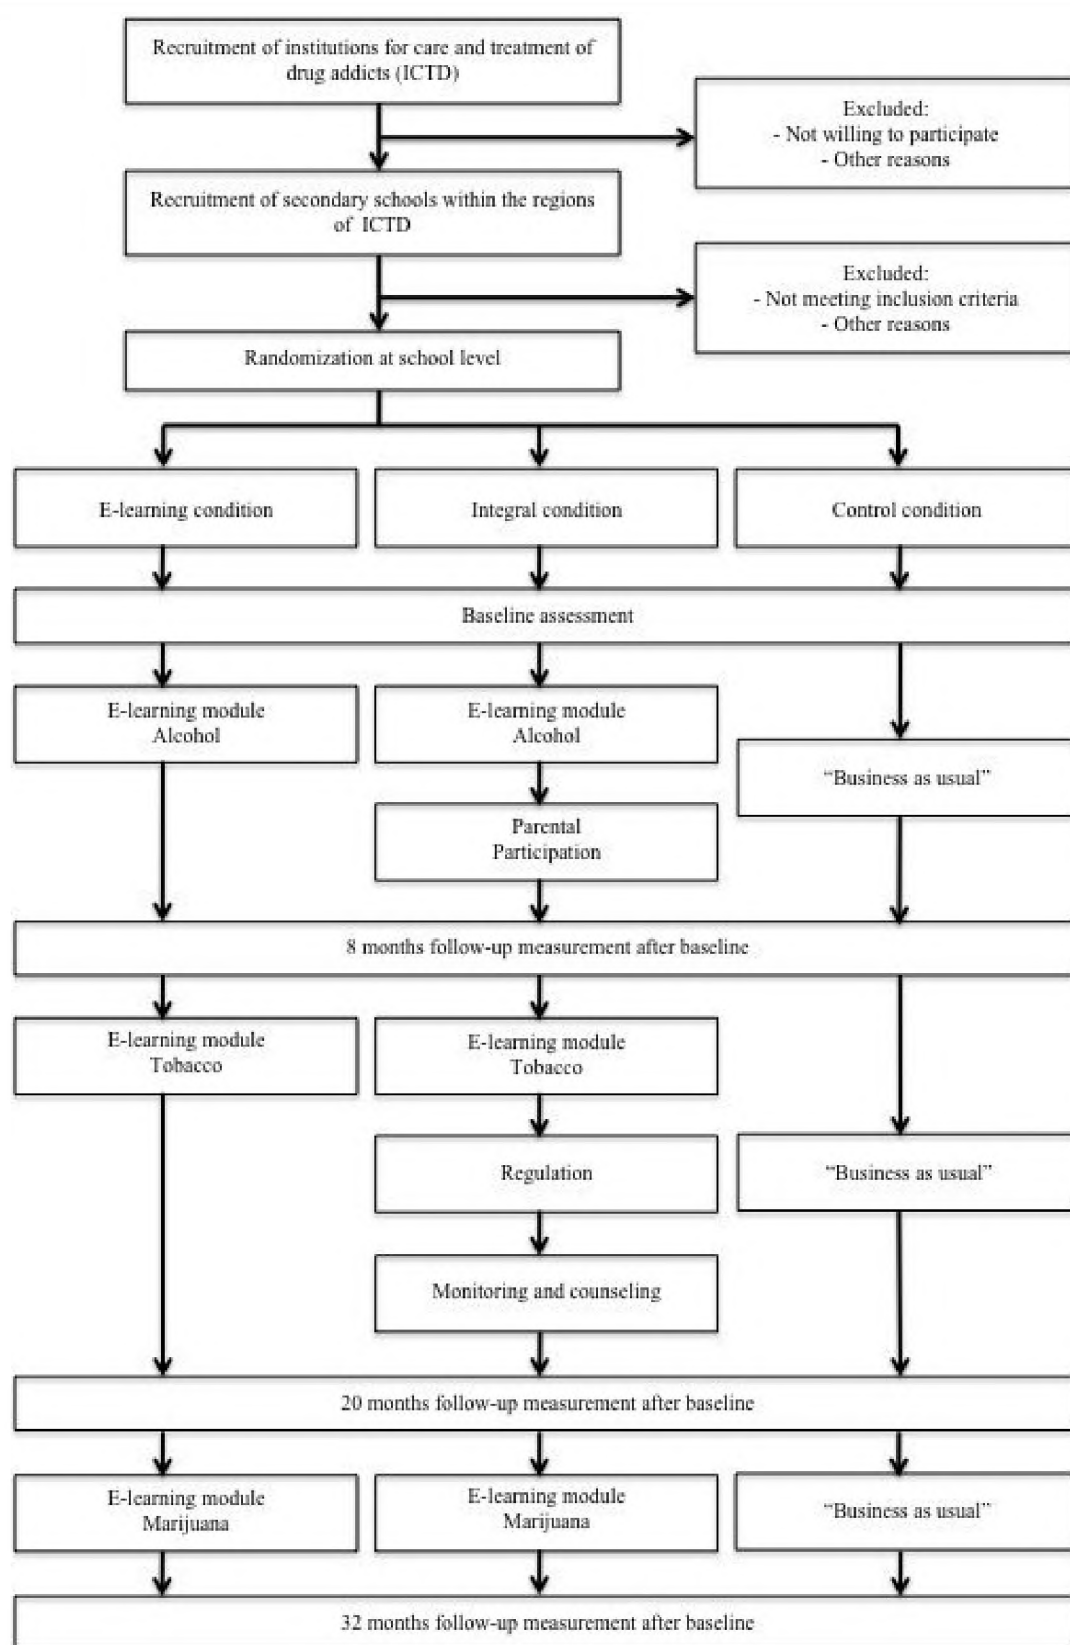 Recruitment of institutions for care and treatment of
drug addicts (ICTD)
Excluded:
- Not willing to participate
- Other reasons
Recruitment of secondary schools within the regions
of ICTD
Excluded:
- Not meeting inclusion criteria
- Other reasons
Randomization at school level
E-learning condition
Integral condition
Control condition
Baseline assessment
E-learning module
Alcohol
E-learning module
Alcohol
“Business as usual”
Parental
Participation
8 months follow-up measurement after baseline
E-learning module
Tobacco
E-learning module
Tobacco
Regulation
“Business as usual”
Monitoring and counseling
20 months follow-up measurement after baseline
E-learning module
Marijuana
E-learning module
Marijuana
“Business as usual”
32 months follow-up measurement after baseline